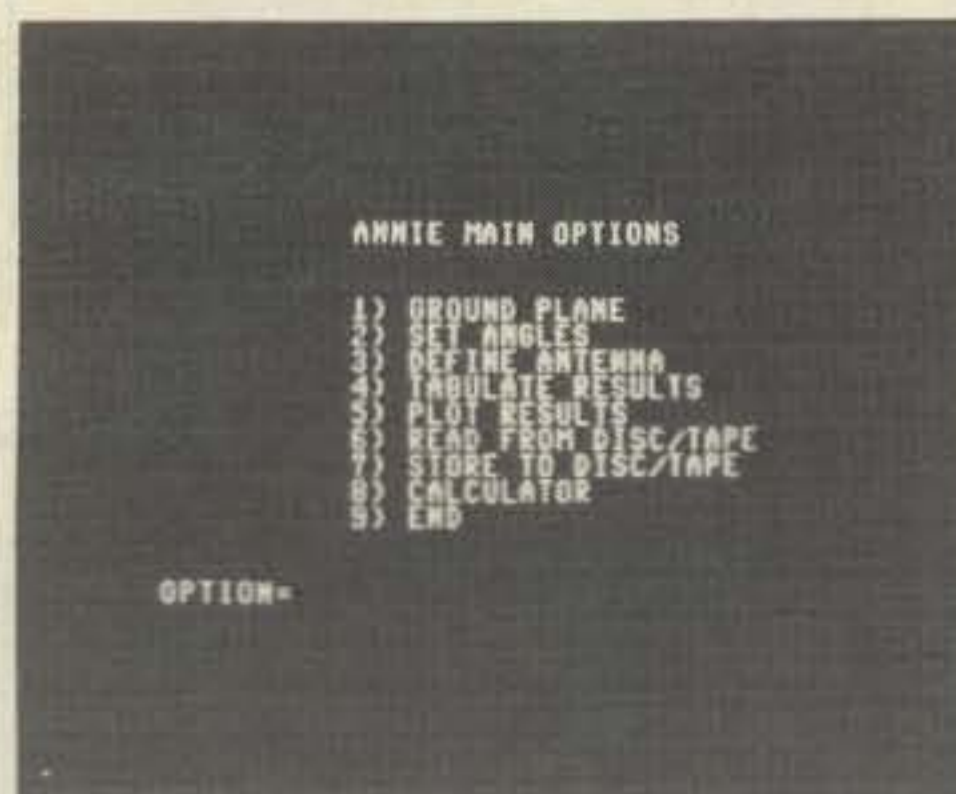 ANNIE MAIN OPTIONS
1) GROUND PLANE
2) SET ANGLES
3) DEFINE ANTENNA
4) TABULATE RESULTS
5) PLOT RESULTS
6) READ FROM DISC/TAPE
7) STORE TO DISC/TAPE
8) CALCULATOR
9) END
OPTION=